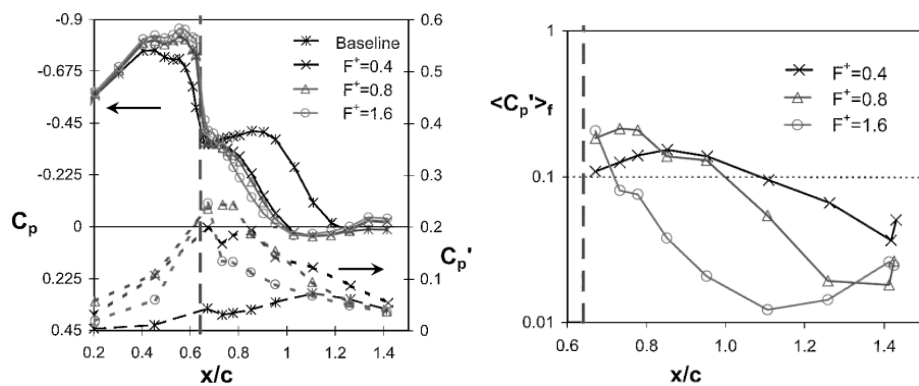 -0.9
-0.675
-0.45
-0.225
0
0.225
0.45
Cp
0.6
0.5
0.4
0.3
0.2
0.1
0
Cp'
Baseline
F+=0.4
F+=0.8
F+=1.6
0.2 0.4 0.6 0.8 1 1.2 1.4
x/c
1
0.1
0.01
<Cp'>f
F+=0.4
F+=0.8
F+=1.6
0.6 0.8 1.0 1.2 1.4
x/c